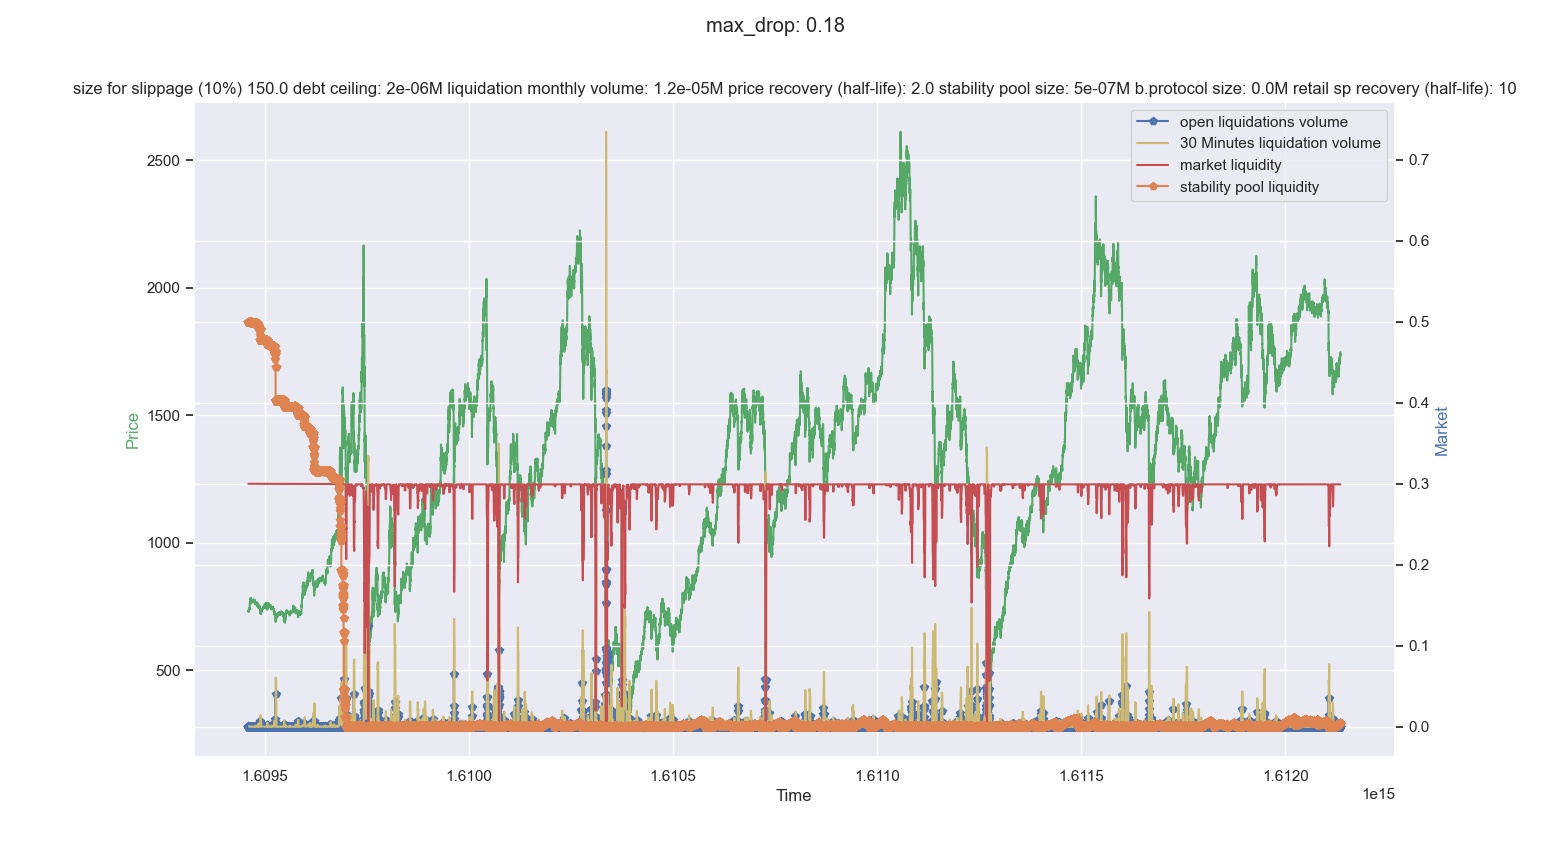 max_drop: 0.18
size for slippage (10%) 150.0 debt ceiling: 2e-06M liquidation monthly volume: 1.2e-05M price recovery (half-life): 2.0 stability pool size: 5e-07M b.protocol size: 0.0M retail sp recovery (half-life): 10
open liquidations volume
30 Minutes liquidation volume
market liquidity
stability pool liquidity
2500
2000
1500
1000
500
Price
0.7
0.6
0.5
0.4
0.3
0.2
0.1
0.0
Market
1.6095 1.6100 1.6105 1.6110 1.6115 1.6120
1e15
Time